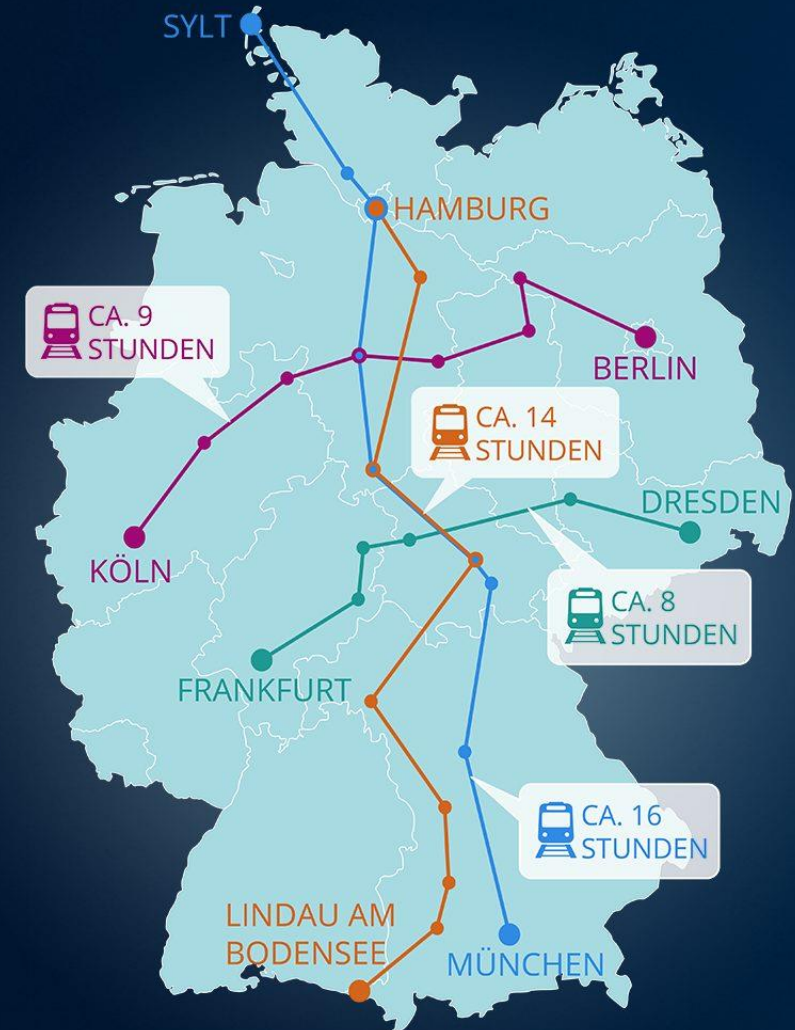 SYLT
HAMBURG
CA. 9
STUNDEN
BERLIN
CA. 14
STUNDEN
DRESDEN
KÖLN
CA. 8
STUNDEN
FRANKFURT
CA. 16
STUNDEN
LINDAU AM
BODENSEE
MÜNCHEN